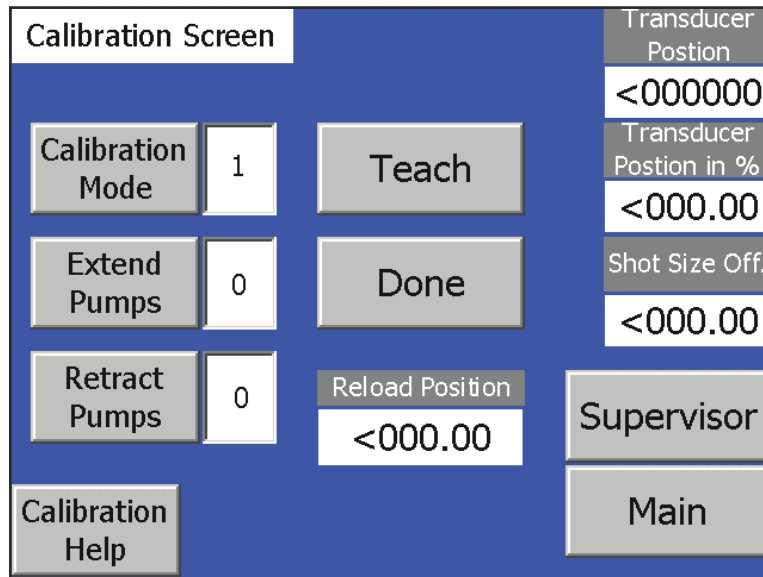 Calibration Screen
Transducer
Postion
<000000
Calibration
Mode
1
Teach
Transducer
Postion in %
<000.00
Extend
Pumps
0
Done
Shot Size Off.
<000.00
Retract
Pumps
0
Reload Position
<000.00
Supervisor
Calibration
Help
Main